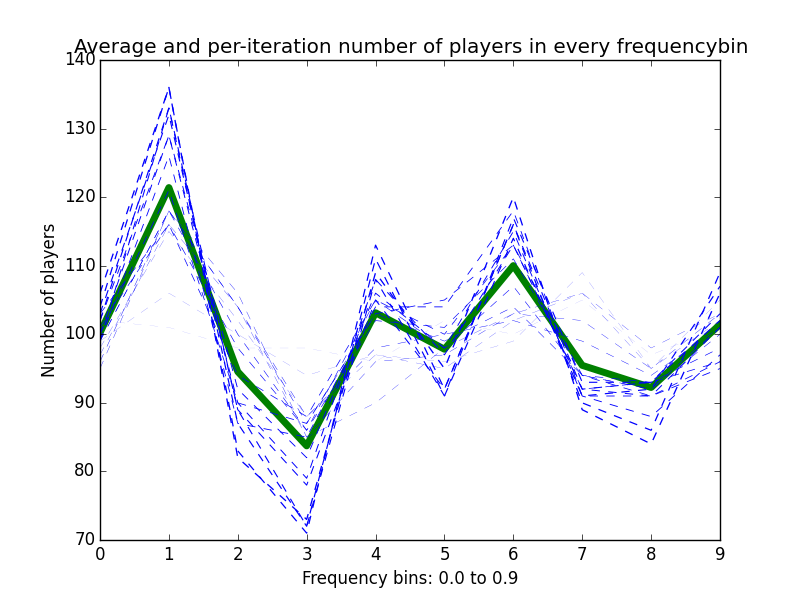 Average and per-iteration number of players in every frequencybin
140
130
120
110
100
90
80
70
Number of players
0 1 2 3 4 5 6 7 8 9
Frequency bins: 0.0 to 0.9